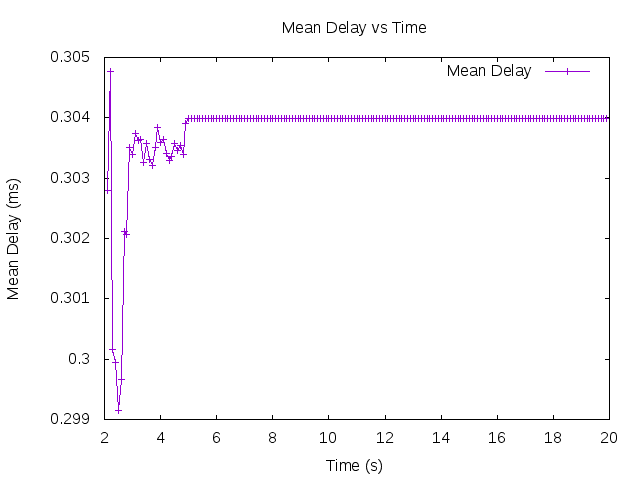 Mean Delay vs Time
Mean Delay
Mean Delay (ms)
0.305
0.304
0.303
0.302
0.301
0.3
0.299
2 4 6 8 10 12 14 16 18 20
Time (s)